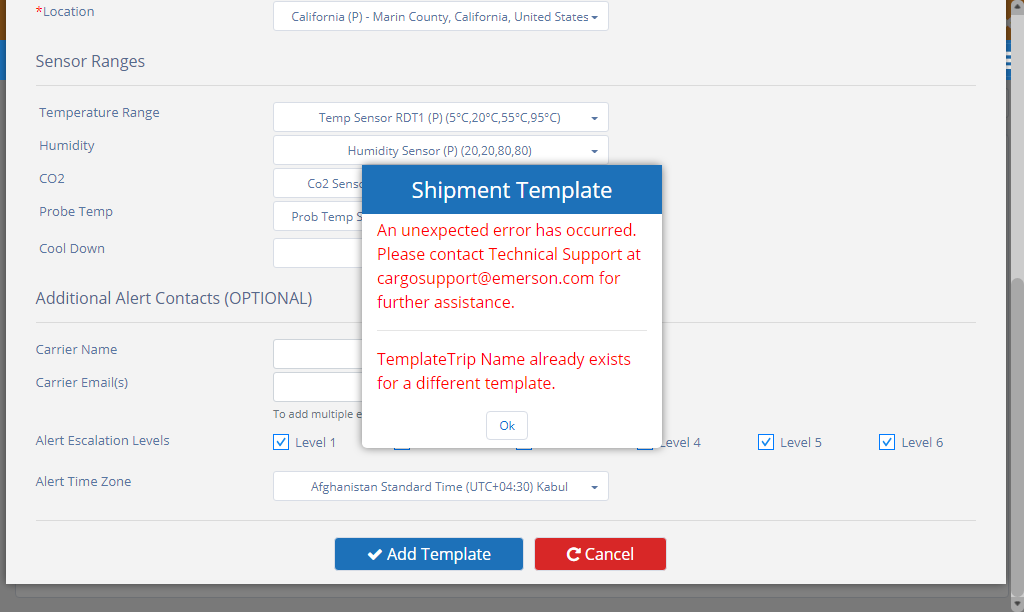 *Location
California (P) - Marin County, California, United States
Sensor Ranges
Temperature Range
Temp Sensor RDT1 (P) (5°C,20°C,55°C,95°C)
Humidity
Humidity Sensor (P) (20,20,80,80)
CO2
Co2 Senso
Probe Temp
Prob Temp S
Cool Down
Shipment Template
An unexpected error has occurred.
Please contact Technical Support at
cargosupport@emerson.com for
further assistance.
TemplateTrip Name already exists
for a different template.
Ok
Additional Alert Contacts (OPTIONAL)
Carrier Name
Carrier Email(s)
To add multiple e
Alert Escalation Levels
Level 1
Level 4
Level 5
Level 6
Alert Time Zone
Afghanistan Standard Time (UTC+04:30) Kabul
Add Template
Cancel